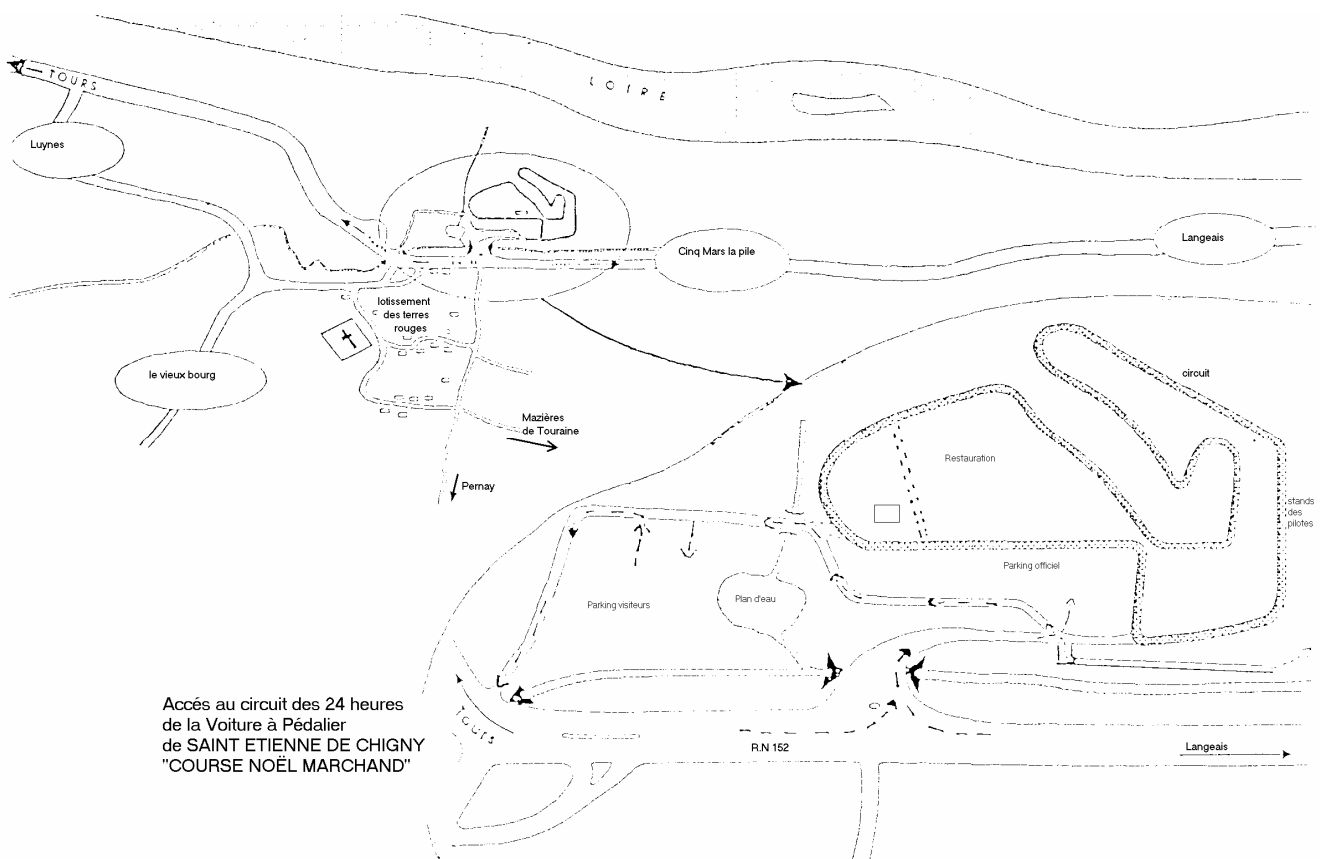 LOIRE
TOURS
Luynes
Langeais
Cinq Mars la pile
lotissement
des terres
rouges
le vieux bourg
circuit
Mazières
de Touraine
Restauration
Pernay
stands
des
pilotes
Parking officiel
Parking visiteurs
Plan d'eau
Accés au circuit des 24 heures
de la Voiture à Pédalier
de SAINT ETIENNE DE CHIGNY
"COURSE NOËL MARCHAND"
TOURS
R.N 152
Langeais